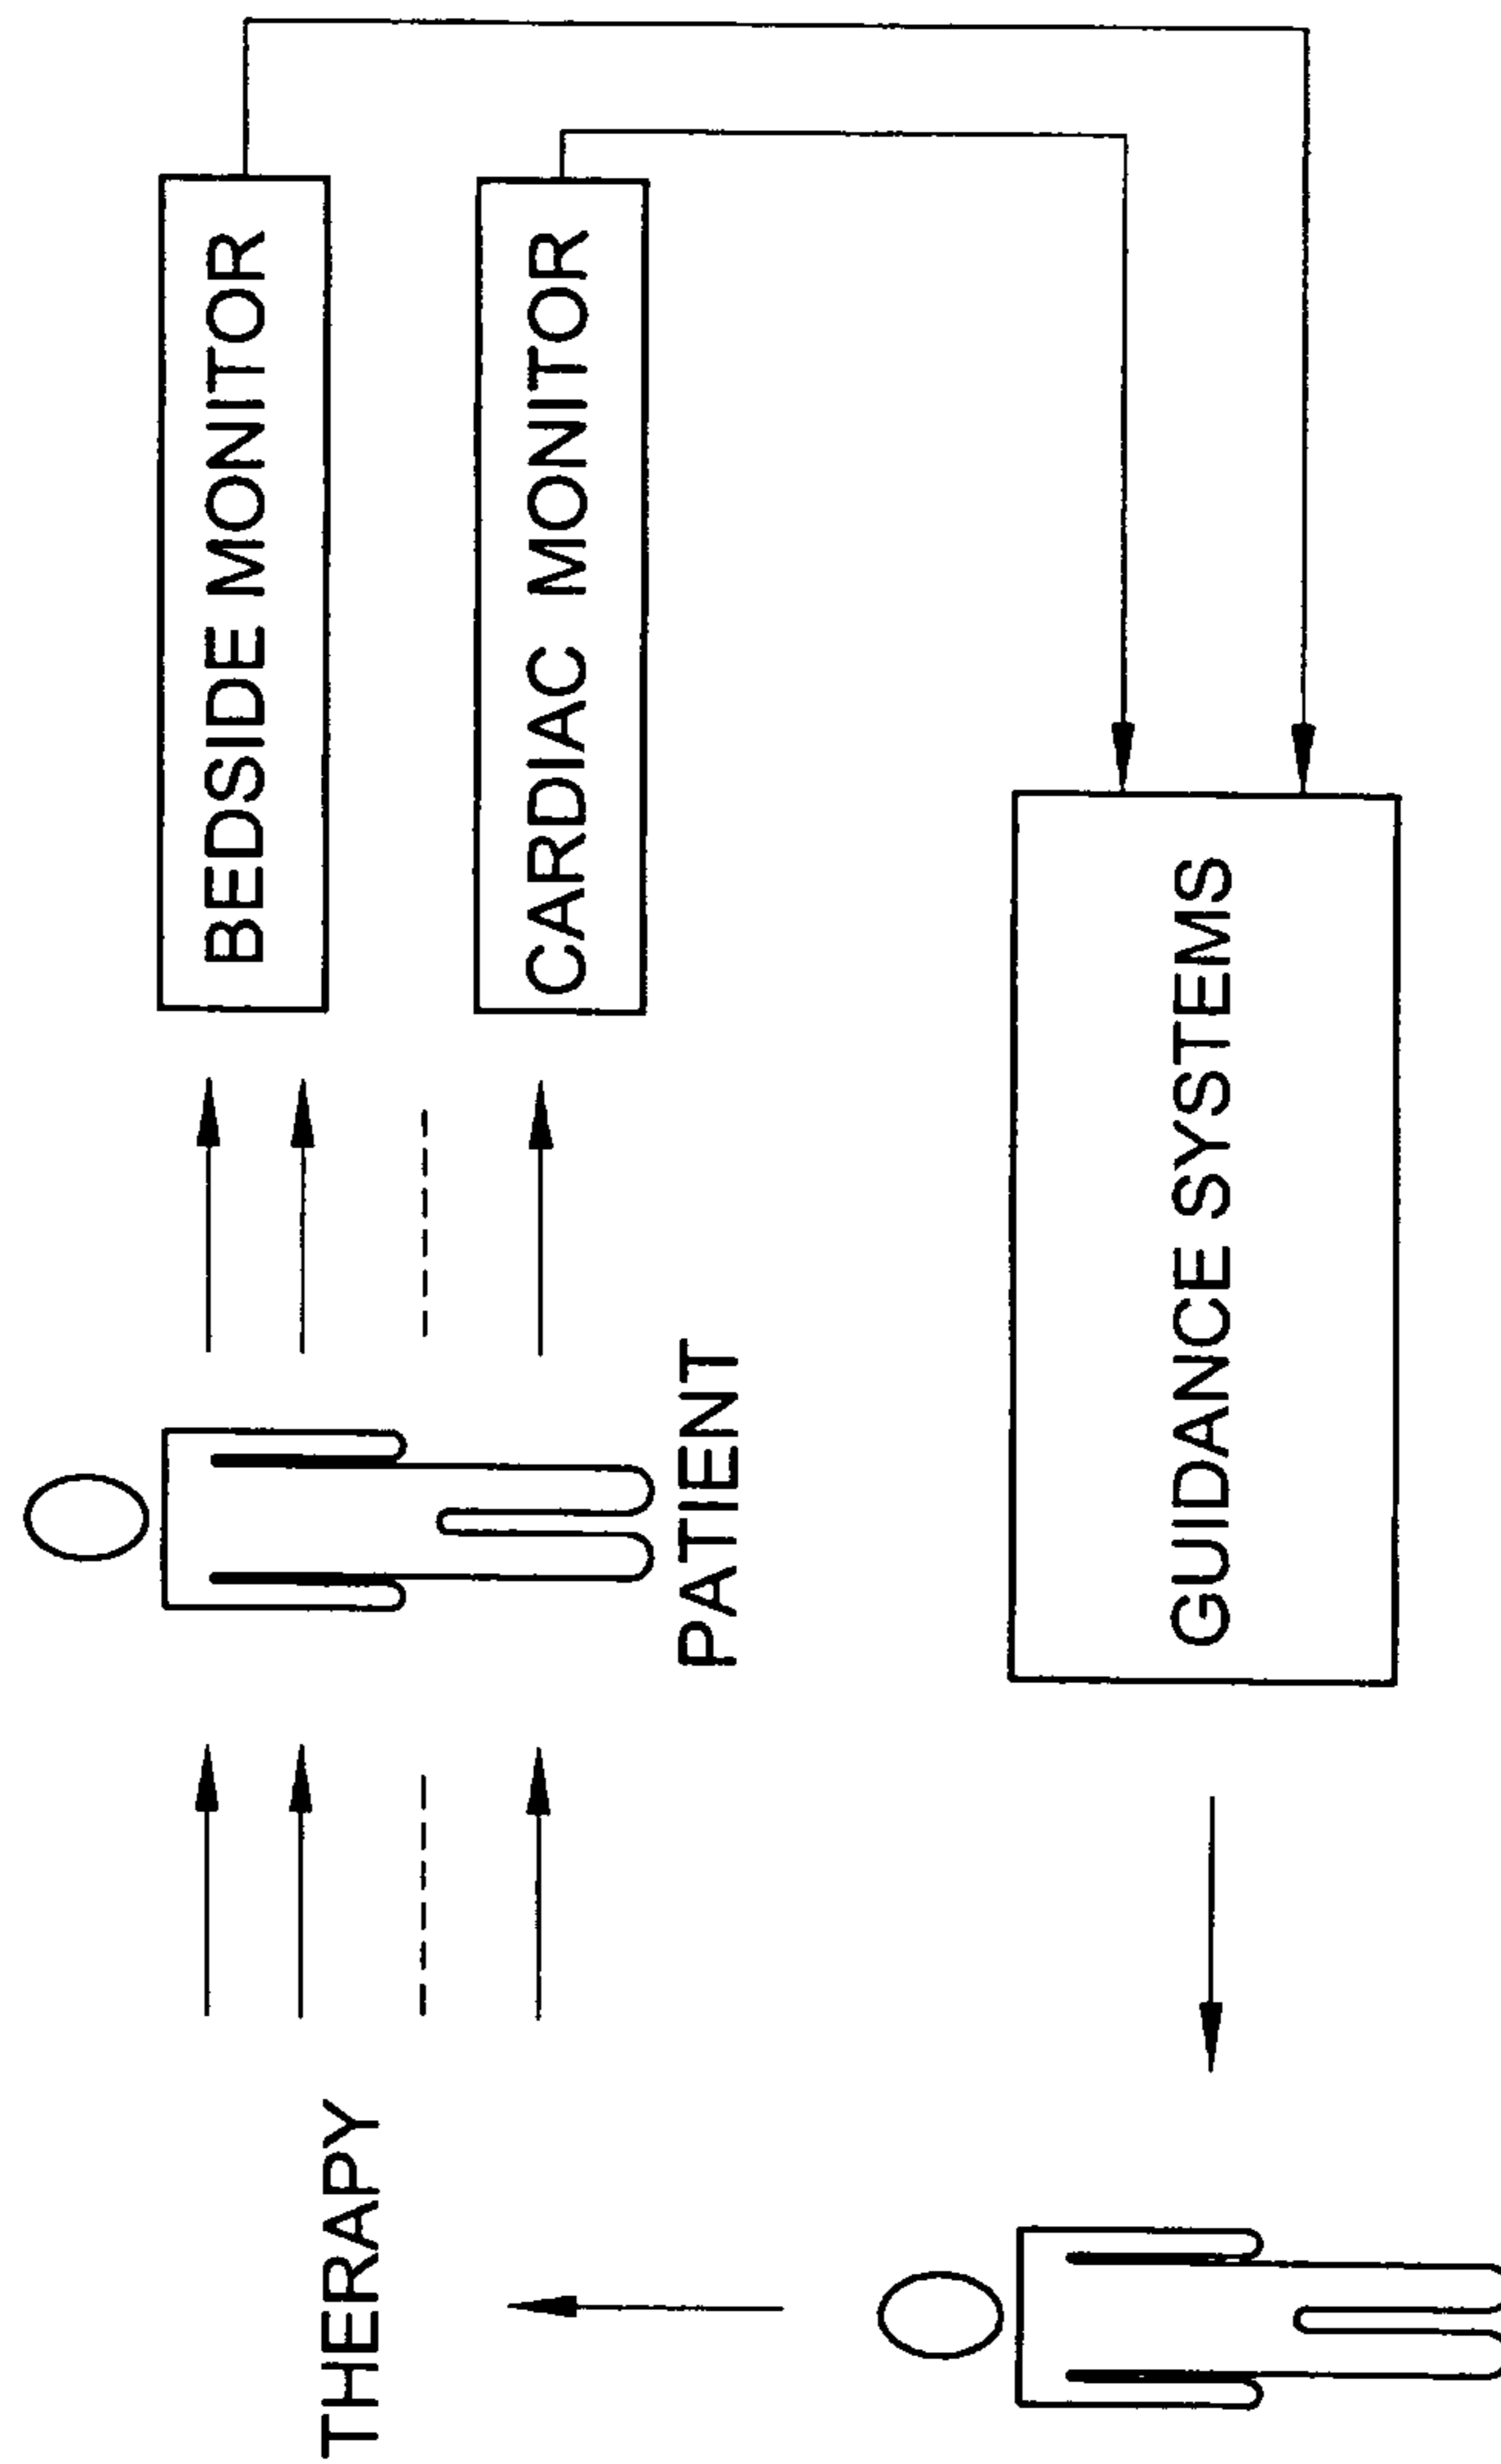 BEDSIDE MONITOR
CARDIAC MONITOR
THERAPY
PATIENT
GUIDANCE SYSTEMS